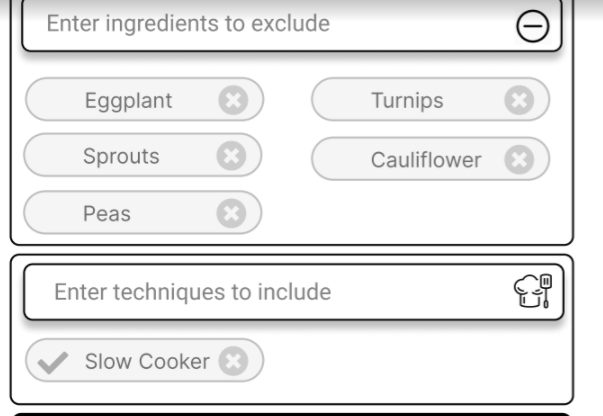 Enter ingredients to exclude
Eggplant
Turnips
Sprouts
Cauliflower
Peas
Enter techniques to include
Slow Cooker